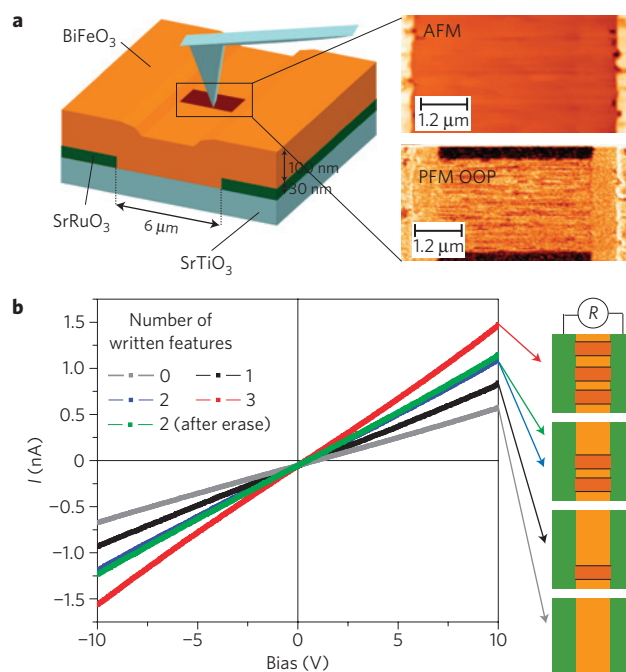 a
BiFeO3
AFM
1.2 µm
100 nm
30 nm
PFM OOP
1.2 µm
SrRuO3
6 µm
SrTiO3
b
Number of
written features
0
1
2
3
2 (after erase)
R
1.5
1.0
0.5
0
−0.5
−1.0
−1.5
I (nA)
−10
−5
0
5
10
Bias (V)